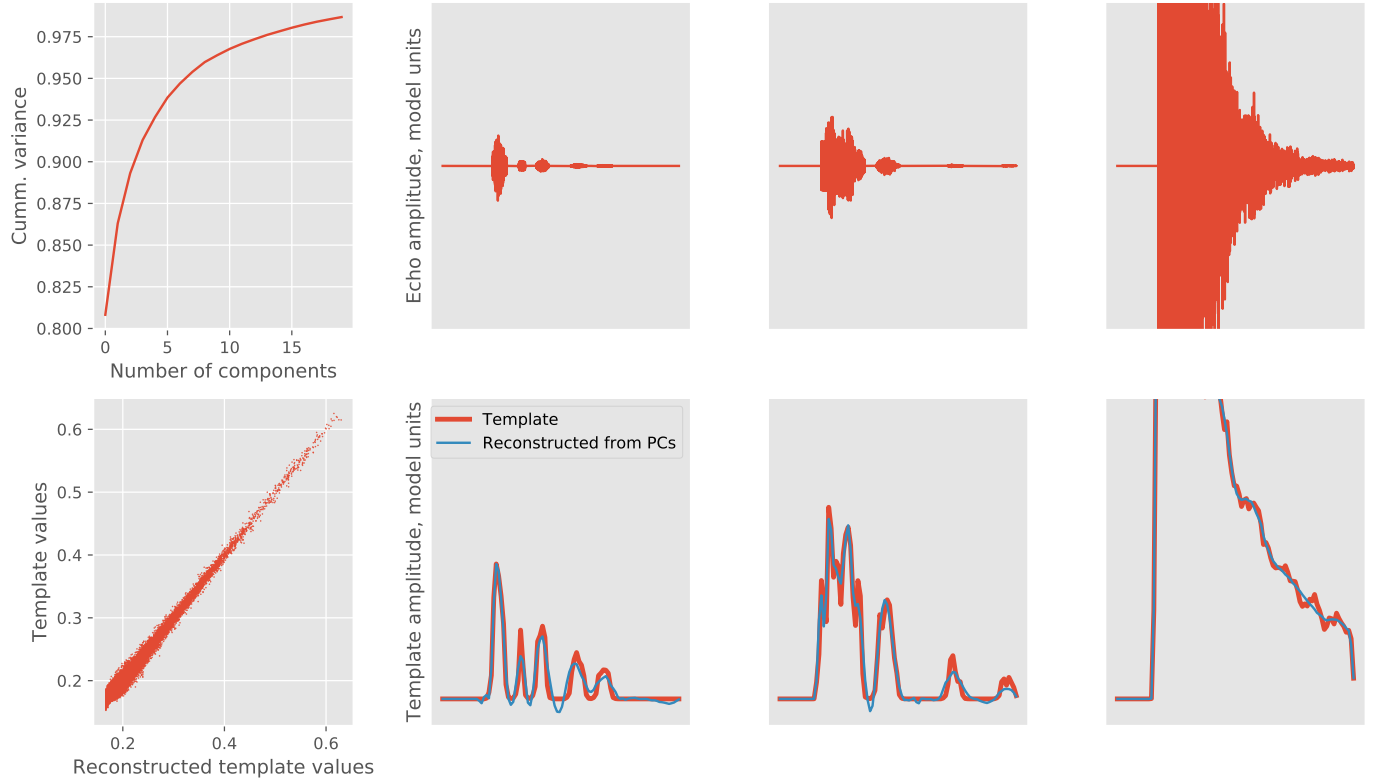 0.975
0.950
0.925
0.900
0.875
0.850
0.825
0.800
Cumm. variance
0 5 10 15
Number of components
Echo amplitude, model units
0.6
0.5
0.4
0.3
0.2
Template values
0.2 0.4 0.6
Reconstructed template values
Template amplitude, model units
Template
Reconstructed from PCs